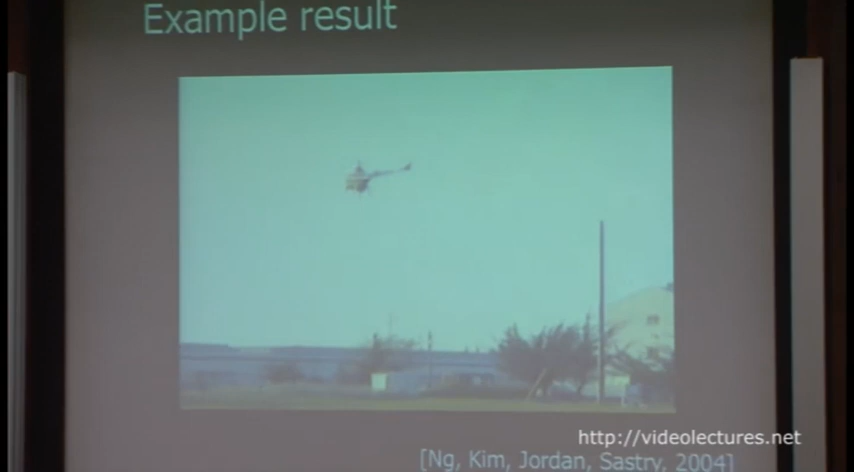 Example result
http://videolectures.net
[Ng, Kim, Jordan, Sastry, 2004]